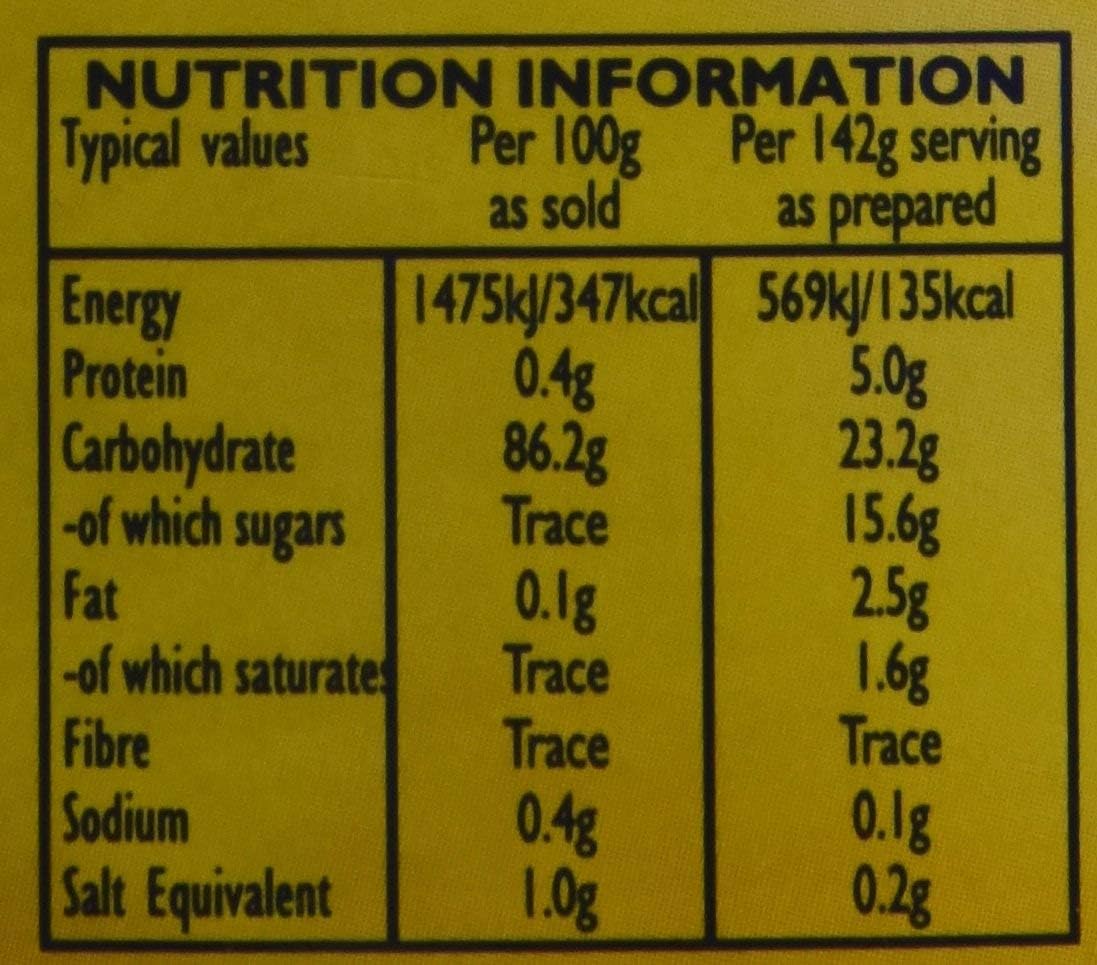 NUTRITION INFORMATION
Typical values Per 100g Per 142g serving
as sold as prepared
Energy 1475kJ/347kcal 569kJ/135kcal
Protein 0.4g 5.0g
Carbohydrate 86.2g 23.2g
-of which sugars Trace 15.6g
Fat 0.1g 2.5g
-of which saturates Trace 1.6g
Fibre Trace Trace
Sodium 0.4g 0.1g
Salt Equivalent 1.0g 0.2g